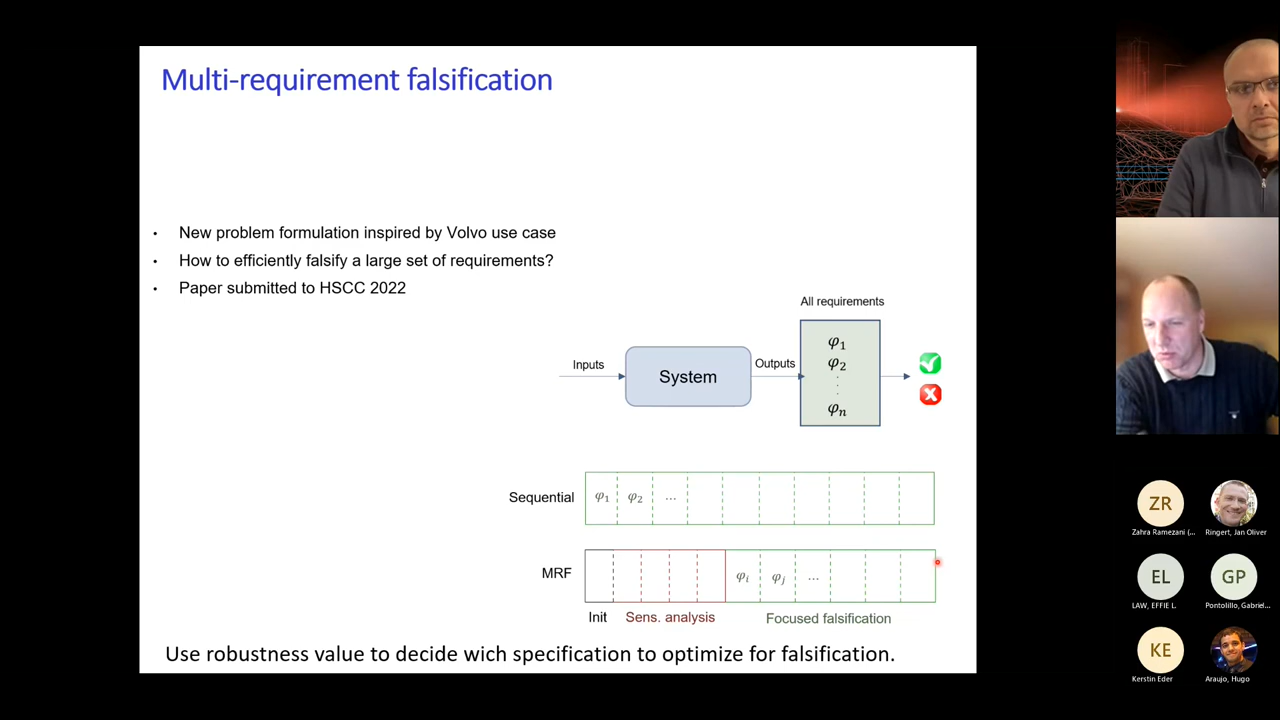 Multi-requirement falsification
• New problem formulation inspired by Volvo use case
• How to efficiently falsify a large set of requirements?
• Paper submitted to HSCC 2022
All requirements
Inputs
System
Outputs
φ1
φ2
.
.
.
φn
Sequential
φ1 φ2 ...
MRF
φi φj ...
Init Sens. analysis Focused falsification
Use robustness value to decide wich specification to optimize for falsification.
ZR
Zahra Ramezani (...
Ringert, Jan Oliver
EL
LAW, EFFIE L.
GP
Pontolillo, Gabriel...
KE
Kerstin Eder
Araujo, Hugo